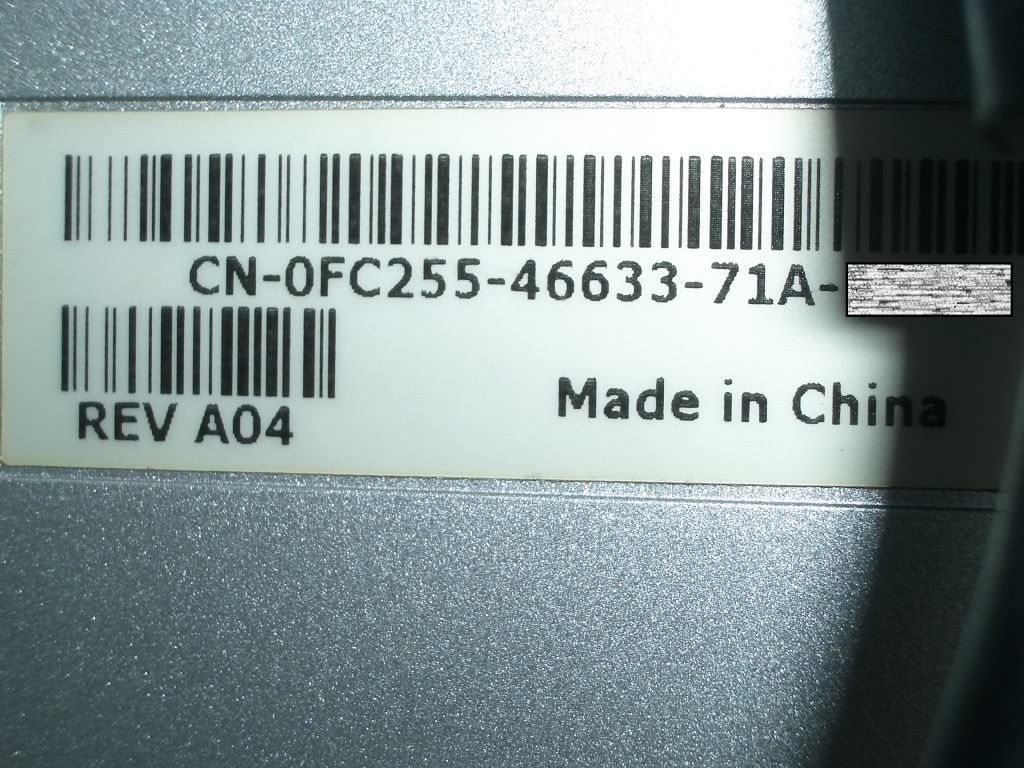 CN-0FC255-46633-71A-
REV A04
Made in China